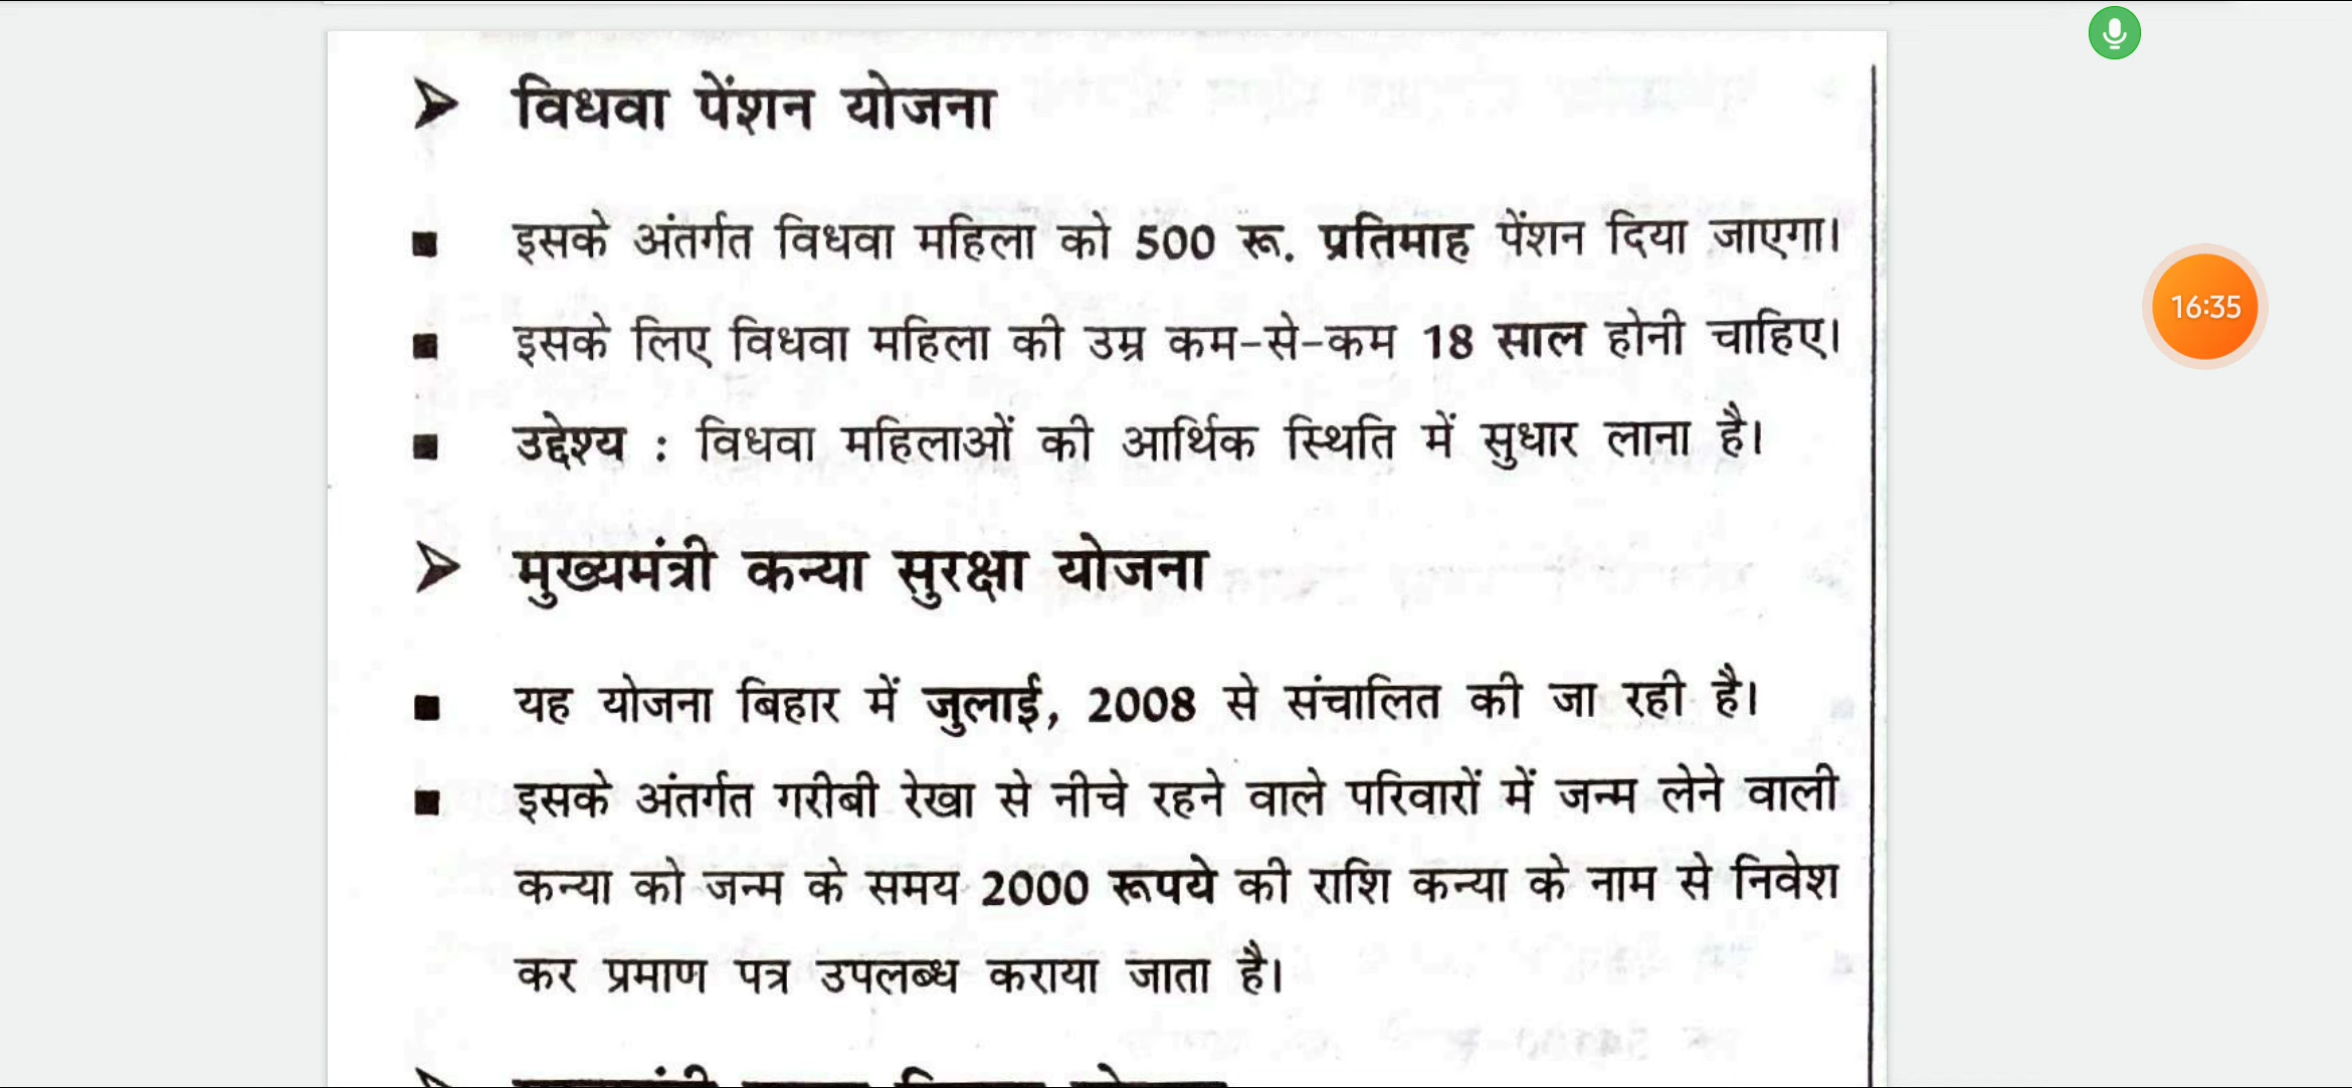 ➤ विधवा पेंशन योजना
16:35
■ इसके अंतर्गत विधवा महिला को 500 रू. प्रतिमाह पेंशन दिया जाएगा।
■ इसके लिए विधवा महिला की उम्र कम-से-कम 18 साल होनी चाहिए।
■ उद्देश्य : विधवा महिलाओं की आर्थिक स्थिति में सुधार लाना है।
➤ मुख्यमंत्री कन्या सुरक्षा योजना
■ यह योजना बिहार में जुलाई, 2008 से संचालित की जा रही है।
■ इसके अंतर्गत गरीबी रेखा से नीचे रहने वाले परिवारों में जन्म लेने वाली
कन्या को जन्म के समय 2000 रूपये की राशि कन्या के नाम से निवेश
कर प्रमाण पत्र उपलब्ध कराया जाता है।